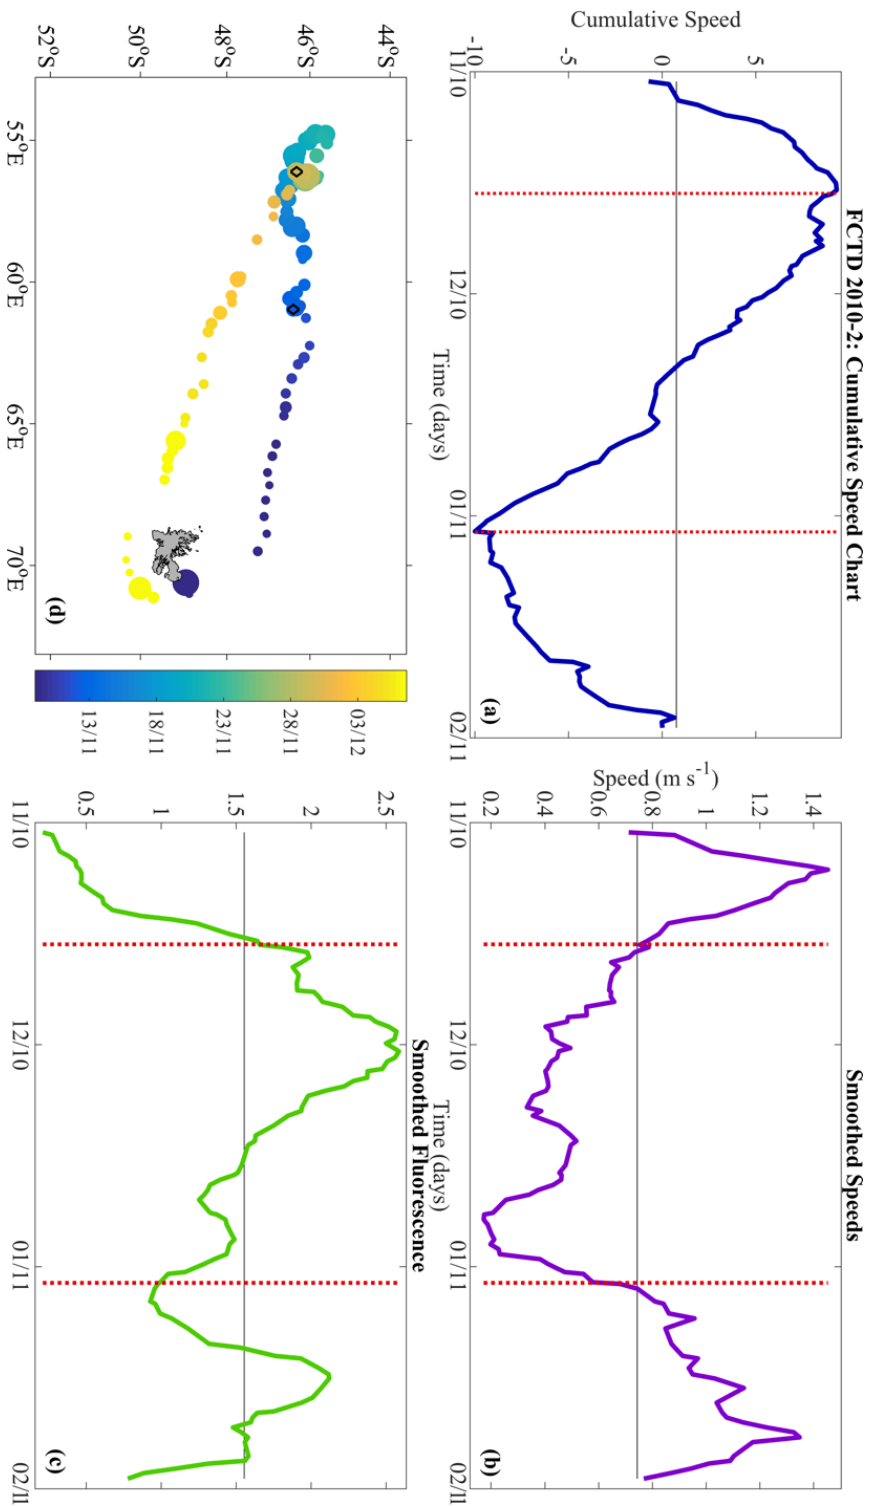 FCTD 2010-2: Cumulative Speed Chart
Cumulative Speed
5
0
-5
-10
(a)
11/10 12/10 01/11 02/11
Time (days)
Smoothed Speeds
Speed (m s⁻¹)
1.4
1.2
1
0.8
0.6
0.4
0.2
(b)
11/10 12/10 01/11 02/11
Time (days)
44°S
46°S
48°S
50°S
52°S
(d)
55°E 60°E 65°E 70°E
03/12
28/11
23/11
18/11
13/11
Smoothed Fluorescence
2.5
2
1.5
1
0.5
(c)
11/10 12/10 01/11 02/11